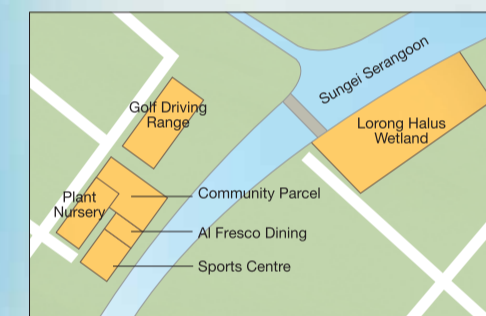 Sungei Serangoon
Golf Driving
Range
Lorong Halus
Wetland
Plant
Nursery
Community Parcel
Al Fresco Dining
Sports Centre